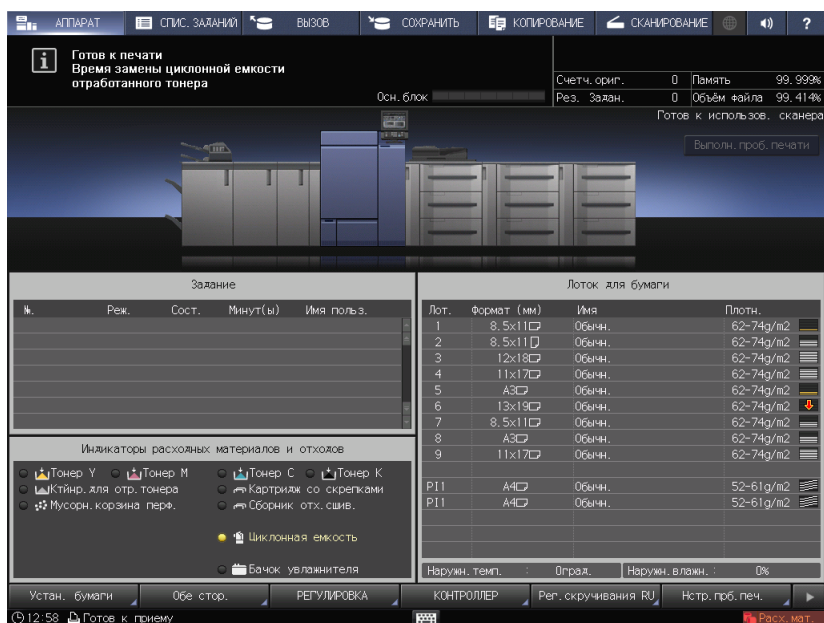 АППАРАТ СПИС. ЗАДАНИЙ ВЫЗОВ СОХРАНИТЬ КОПИРОВАНИЕ СКАНИРОВАНИЕ ?
Готов к печати
Время замены циклонной емкости
отработанного тонера
Осн.блок
Счетч.ориг. 0 Память 99.999%
Рез. Задан. 0 Объём файла 99.414%
Готов к использов. сканера
Выполн.проб.печати
Задание
№. Реж. Сост. Минут(ы) Имя польз.
Лоток для бумаги
Лот. Формат (мм) Имя Плотн.
1 8.5x11 Обычн. 62-74g/m2
2 8.5x11 Обычн. 62-74g/m2
3 12x18 Обычн. 62-74g/m2
4 11x17 Обычн. 62-74g/m2
5 A3 Обычн. 62-74g/m2
6 13x19 Обычн. 62-74g/m2
7 8.5x11 Обычн. 62-74g/m2
8 A3 Обычн. 62-74g/m2
9 11x17 Обычн. 62-74g/m2
PI1 A4 Обычн. 52-61g/m2
PI1 A4 Обычн. 52-61g/m2
Наружн.темп. : 0град. Наружн.влажн. : 0%
Индикаторы расходных материалов и отходов
Тонер Y Тонер M Тонер C Тонер K
Ктйнр.для отр.тонера Картридж со скрепками
Мусорн.корзина перф. Сборник отх.сшив.
Циклонная емкость
Бачок увлажнителя
Устан. бумаги Обе стор. РЕГУЛИРОВКА КОНТРОЛЛЕР Рег.скручивания RU Нстр.прб.печ.
12:58 Готов к приему Расх.мат.